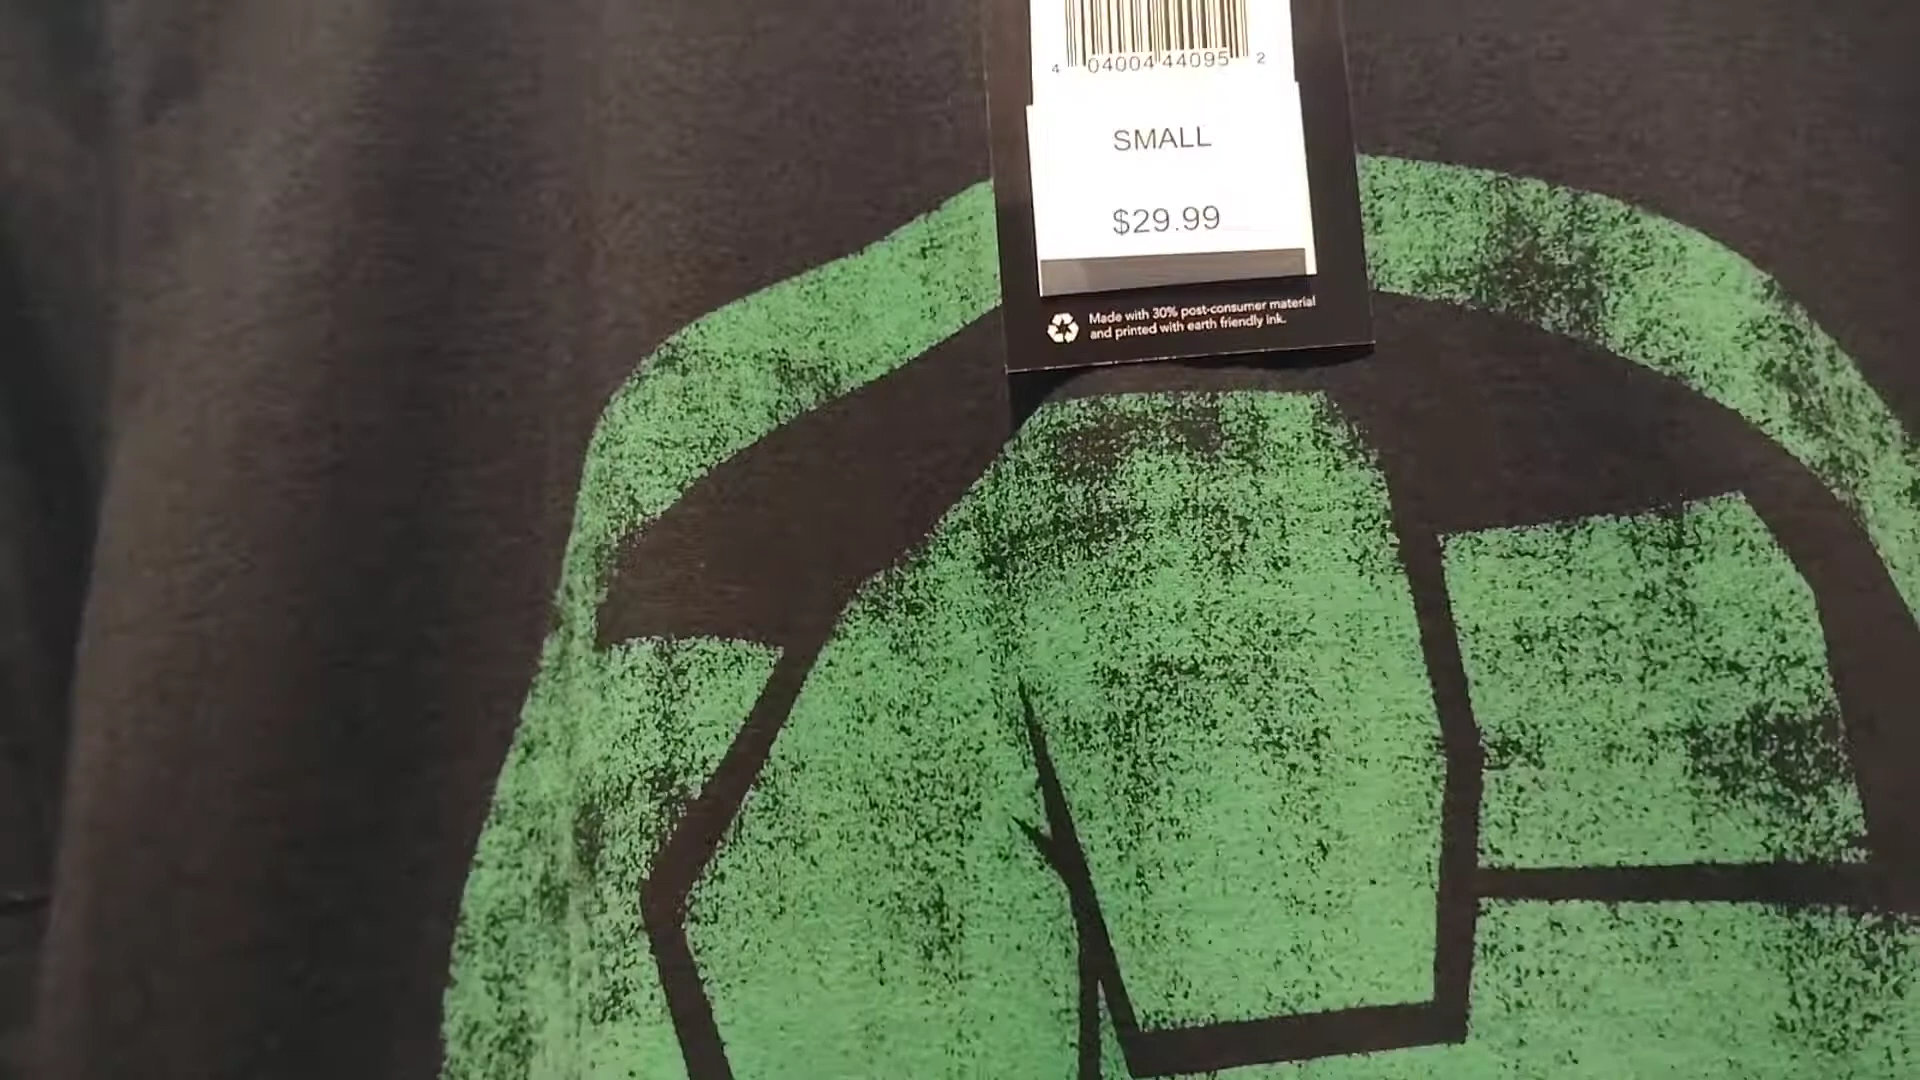 4 04004 44095 2
SMALL
$29.99
Made with 30% post-consumer material
and printed with earth friendly ink.